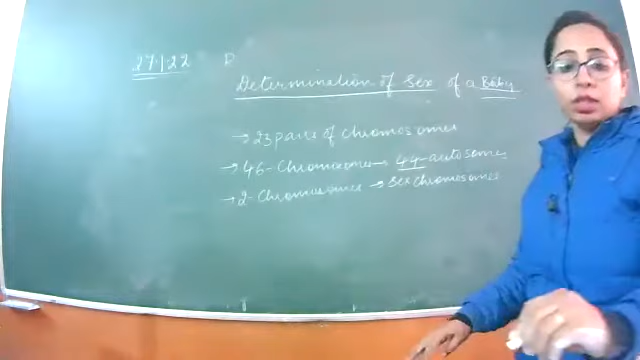 27.1.22
Determination of Sex of a Baby
→ 23 pairs of chromosomes
→ 46 - Chromosomes → 44 - autosomes
→ 2 - Chromosomes → Sex chromosomes